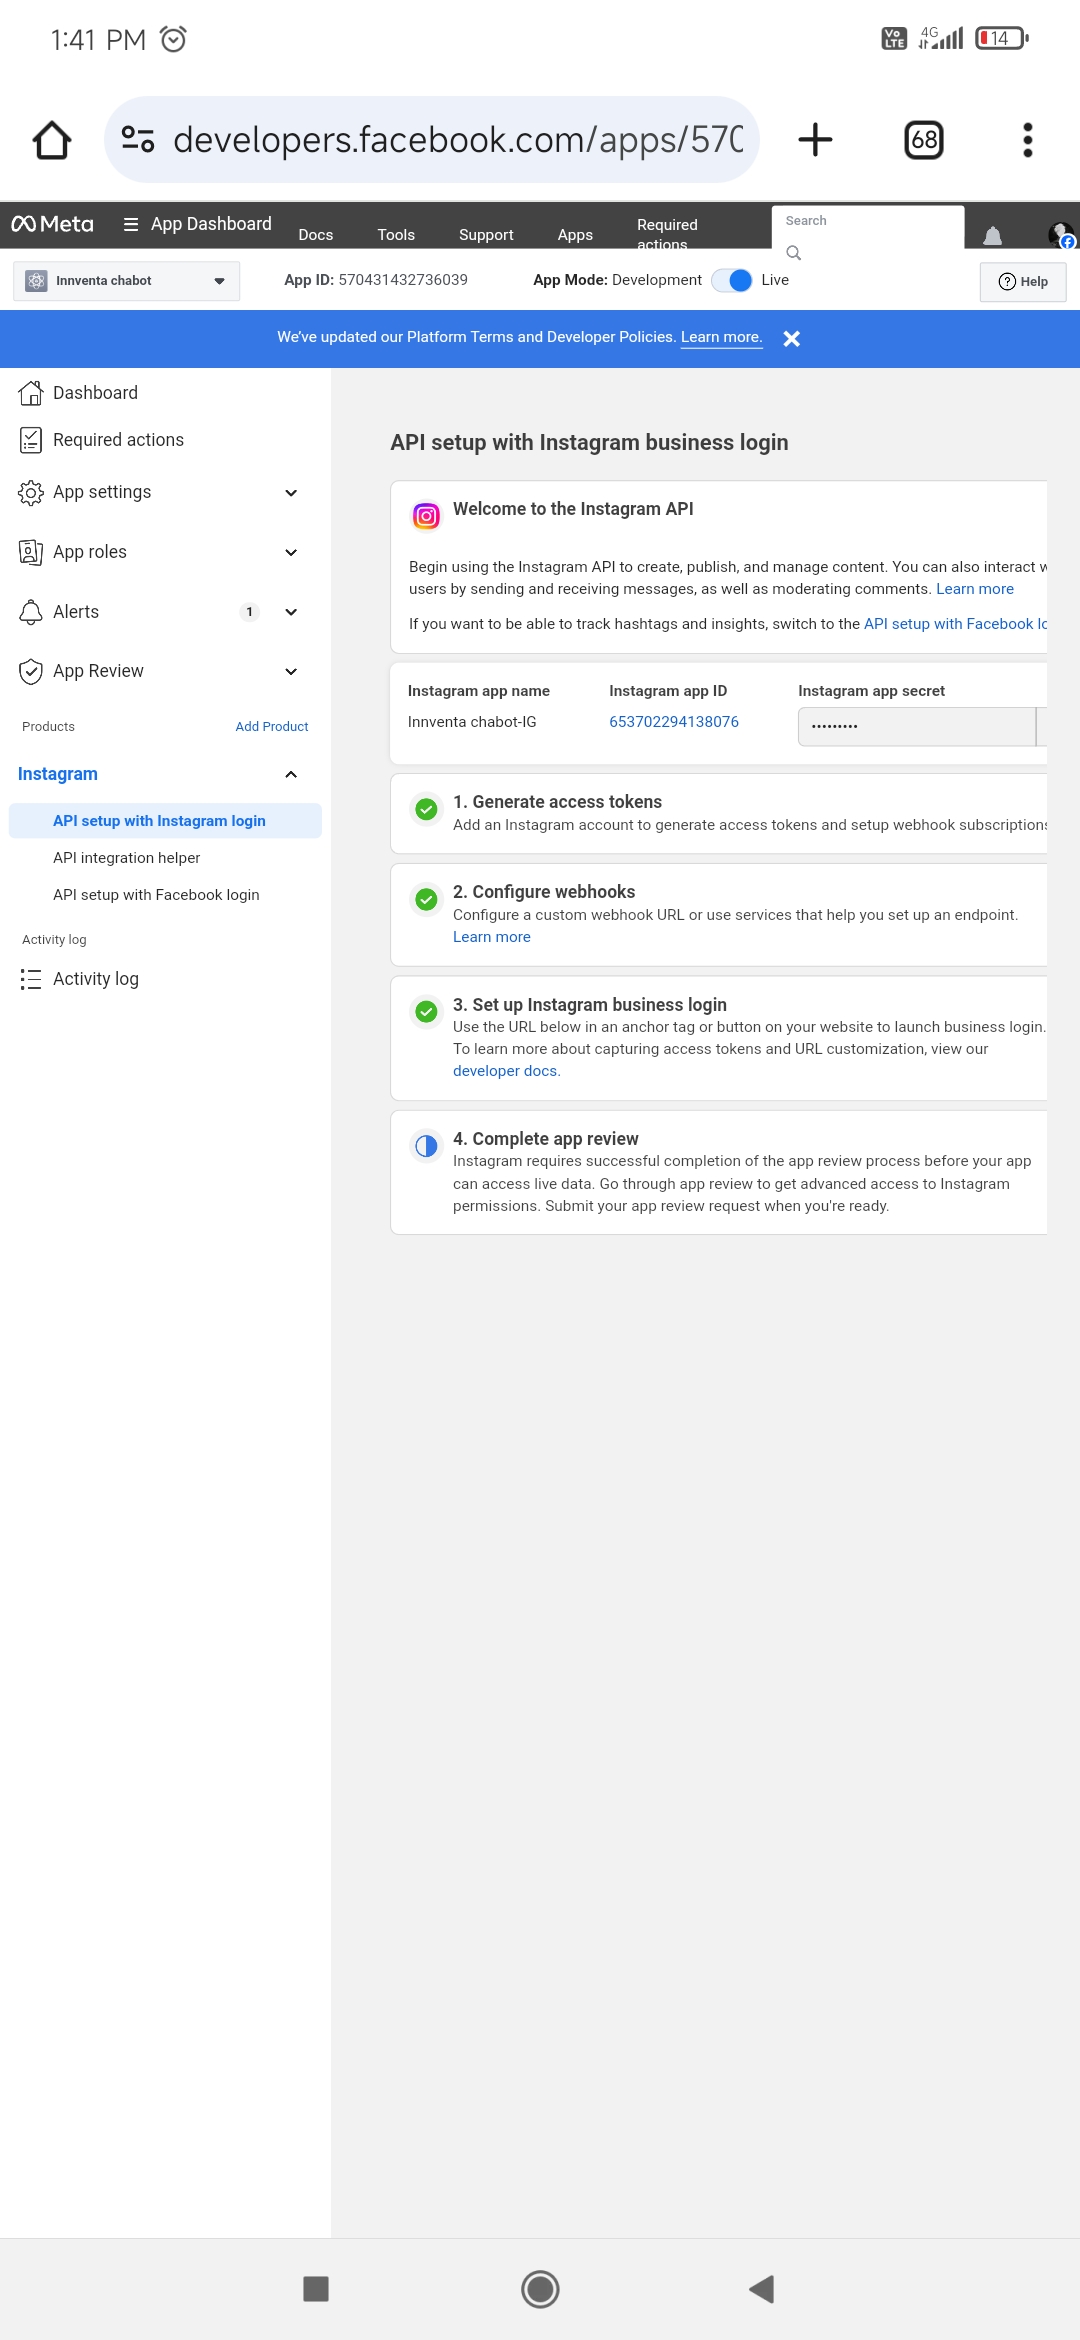 1:41 PM
Vo LTE 4G 14
developers.facebook.com/apps/570
68
Meta
App Dashboard
Docs
Tools
Support
Apps
Required actions
Search
Innventa chabot
App ID: 570431432736039
App Mode: Development
Live
Help
We've updated our Platform Terms and Developer Policies. Learn more.
Dashboard
Required actions
App settings
App roles
Alerts 1
App Review
Products Add Product
Instagram
API setup with Instagram login
API integration helper
API setup with Facebook login
Activity log
Activity log
API setup with Instagram business login
Welcome to the Instagram API
Begin using the Instagram API to create, publish, and manage content. You can also interact w
users by sending and receiving messages, as well as moderating comments. Learn more
If you want to be able to track hashtags and insights, switch to the API setup with Facebook lo
Instagram app name Instagram app ID Instagram app secret
Innventa chabot-IG 653702294138076 •••••••••
1. Generate access tokens
Add an Instagram account to generate access tokens and setup webhook subscriptions
2. Configure webhooks
Configure a custom webhook URL or use services that help you set up an endpoint.
Learn more
3. Set up Instagram business login
Use the URL below in an anchor tag or button on your website to launch business login.
To learn more about capturing access tokens and URL customization, view our
developer docs.
4. Complete app review
Instagram requires successful completion of the app review process before your app
can access live data. Go through app review to get advanced access to Instagram
permissions. Submit your app review request when you're ready.